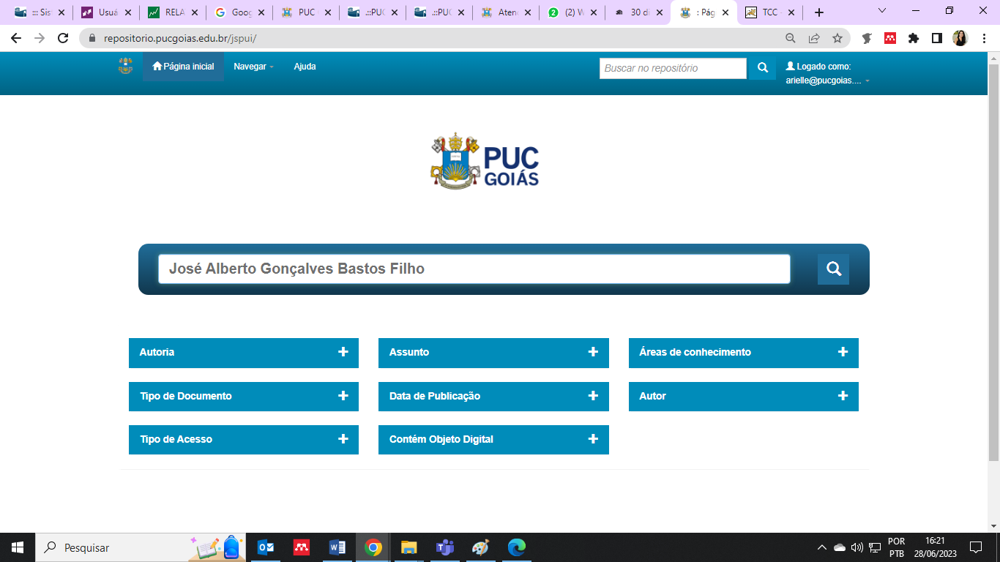 ::: Sis
Usuá
RELA
Goog
PUC
.::PUC
.::PUC
Atend
(2) W
30 di
: Pág
TCC
repositorio.pucgoias.edu.br/jspui/
Página inicial
Navegar
Ajuda
Buscar no repositório
Logado como:
arielle@pucgoias....
PUC
GOIÁS
José Alberto Gonçalves Bastos Filho
Autoria
Assunto
Áreas de conhecimento
Tipo de Documento
Data de Publicação
Autor
Tipo de Acesso
Contém Objeto Digital
Pesquisar
POR
PTB
16:21
28/06/2023